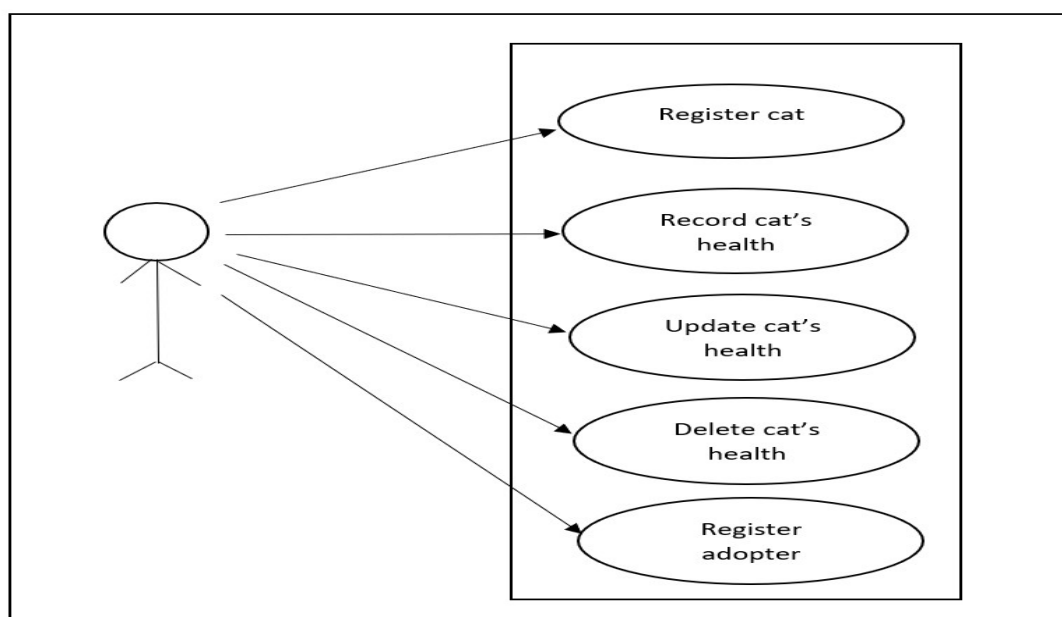 Register cat
Record cat’s
health
Update cat’s
health
Delete cat’s
health
Register
adopter